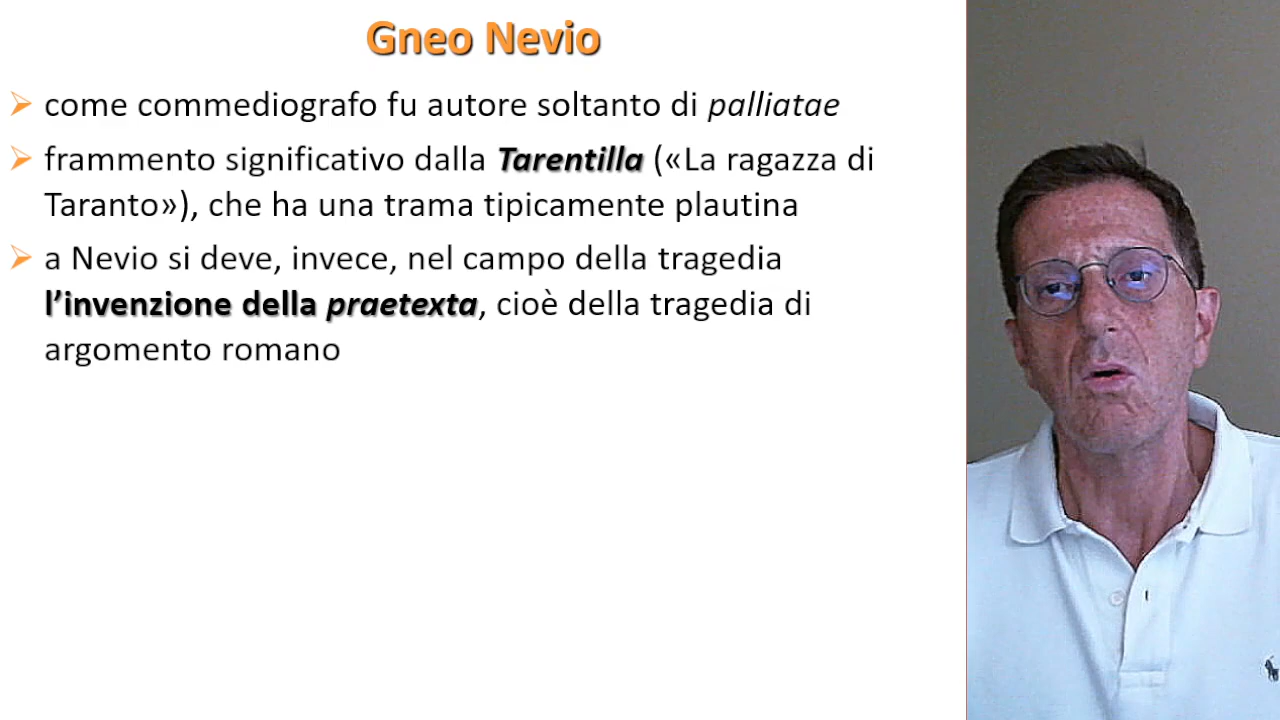 Gneo Nevio
come commediografo fu autore soltanto di palliatae
frammento significativo dalla Tarentilla («La ragazza di
Taranto»), che ha una trama tipicamente plautina
a Nevio si deve, invece, nel campo della tragedia
l’invenzione della praetexta, cioè della tragedia di
argomento romano